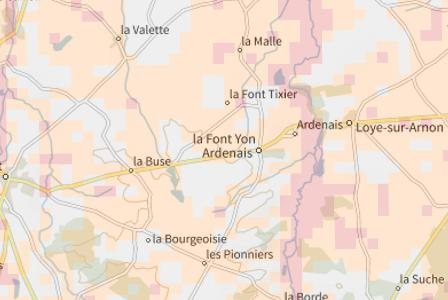 la Valette
la Malle
la Font Tixier
Ardenais
Loye-sur-Arnon
la Font Yon
Ardenais
la Buse
la Bourgeoisie
les Pionniers
la Suche
la Borde